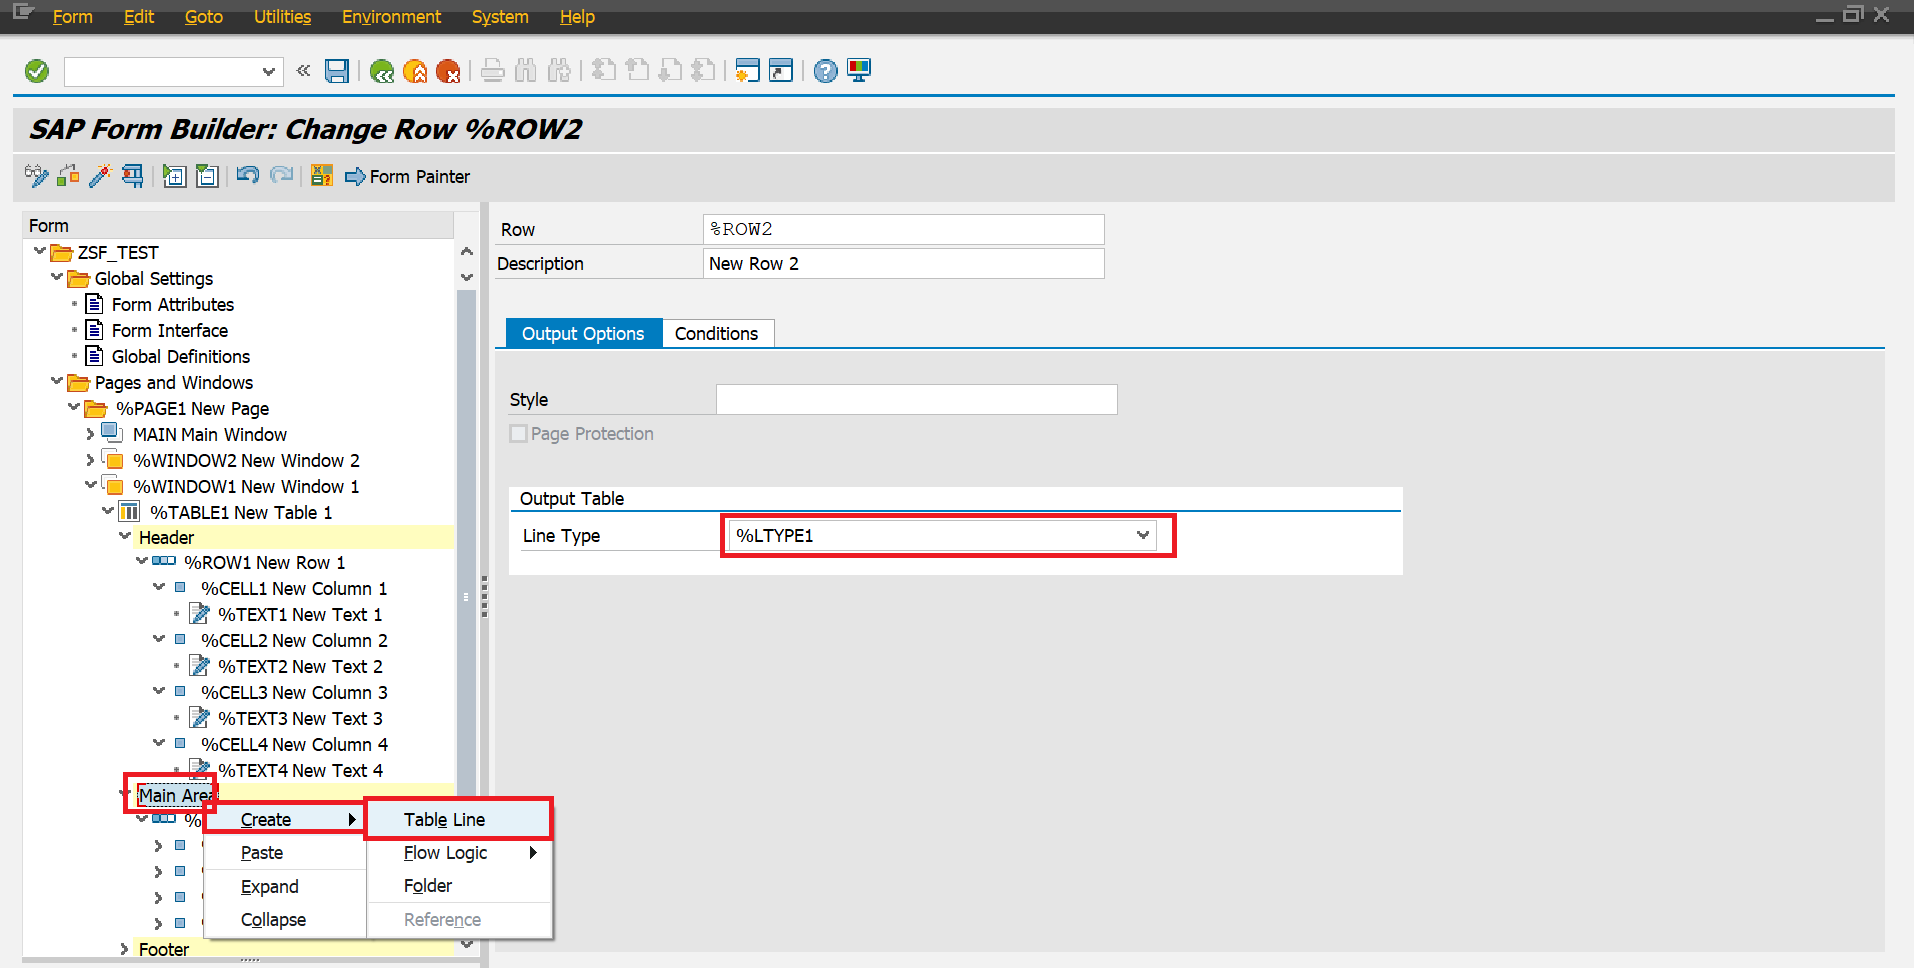 Form Edit Goto Utilities Environment System Help
SAP Form Builder: Change Row %ROW2
Form Painter
Form
ZSF_TEST
Global Settings
Form Attributes
Form Interface
Global Definitions
Pages and Windows
%PAGE1 New Page
MAIN Main Window
%WINDOW2 New Window 2
%WINDOW1 New Window 1
%TABLE1 New Table 1
Header
%ROW1 New Row 1
%CELL1 New Column 1
%TEXT1 New Text 1
%CELL2 New Column 2
%TEXT2 New Text 2
%CELL3 New Column 3
%TEXT3 New Text 3
%CELL4 New Column 4
%TEXT4 New Text 4
Main Area
%
Footer
Create
Paste
Expand
Collapse
Table Line
Flow Logic
Folder
Reference
Row %ROW2
Description New Row 2
Output Options Conditions
Style
Page Protection
Output Table
Line Type %LTYPE1